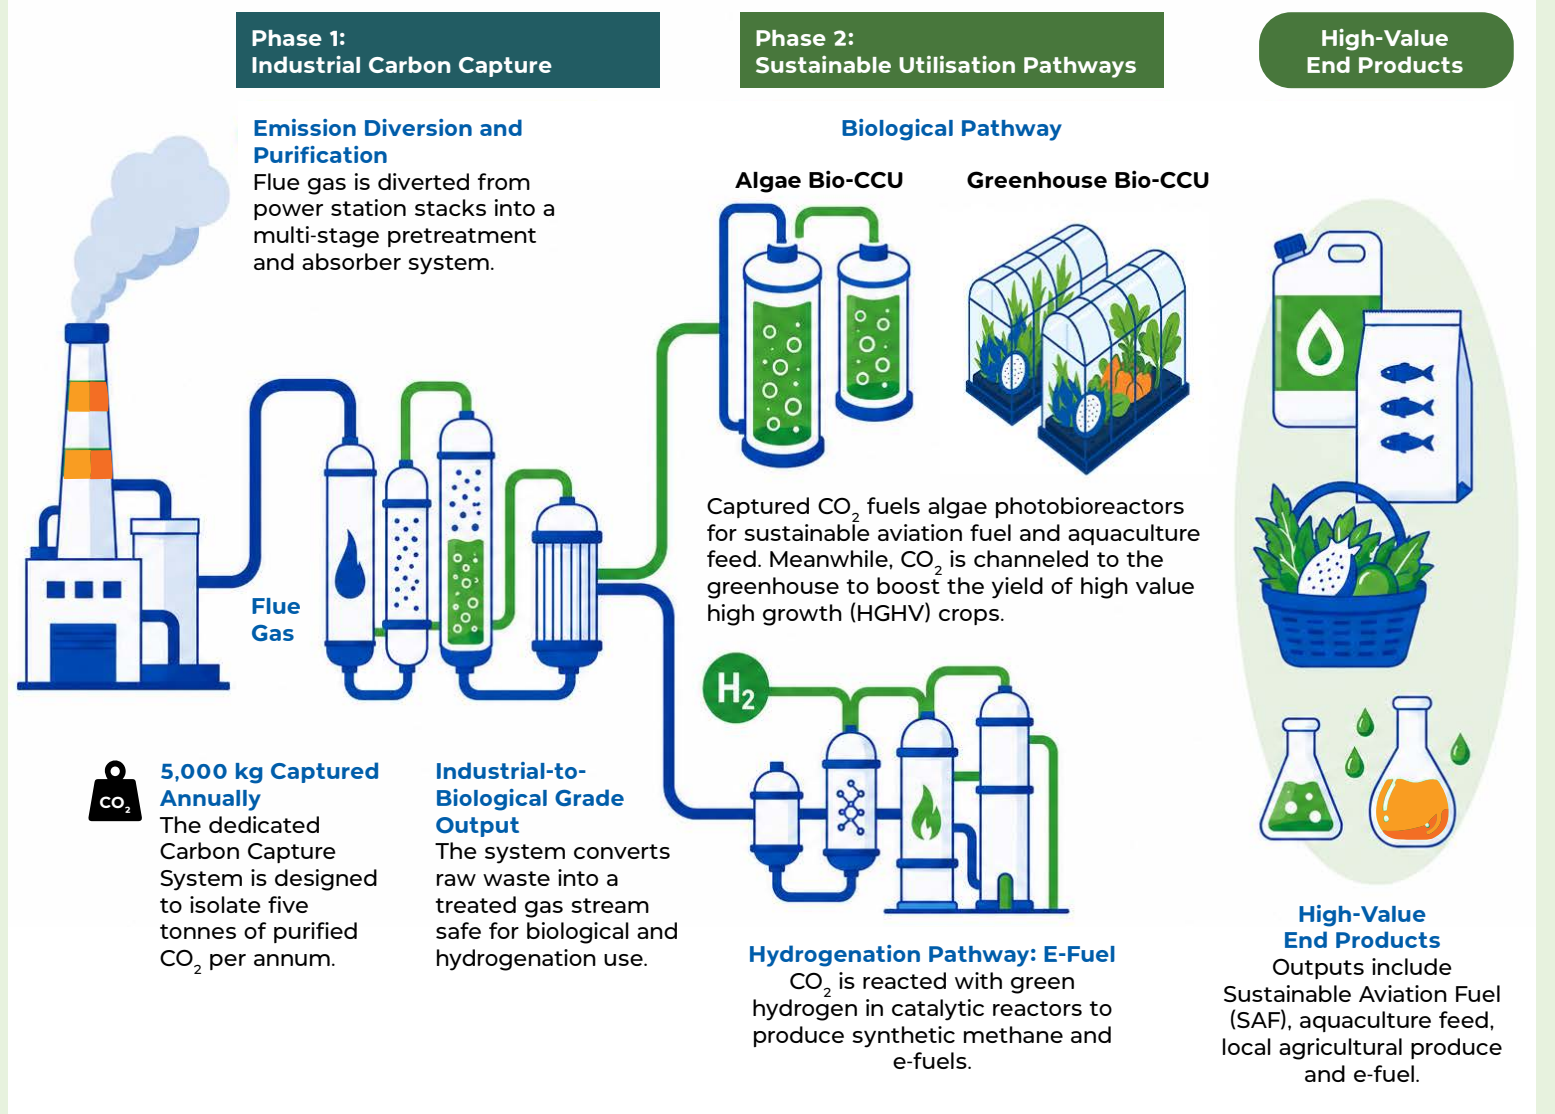 Phase 1:
Industrial Carbon Capture
Phase 2:
Sustainable Utilisation Pathways
High-Value
End Products
Emission Diversion and
Purification
Flue gas is diverted from
power station stacks into a
multi-stage pretreatment
and absorber system.
Flue
Gas
CO₂
5,000 kg Captured
Annually
The dedicated
Carbon Capture
System is designed
to isolate five
tonnes of purified
CO₂ per annum.
Industrial-to-
Biological Grade
Output
The system converts
raw waste into a
treated gas stream
safe for biological and
hydrogenation use.
Biological Pathway
Algae Bio-CCU
Greenhouse Bio-CCU
Captured CO₂ fuels algae photobioreactors
for sustainable aviation fuel and aquaculture
feed. Meanwhile, CO₂ is channeled to the
greenhouse to boost the yield of high value
high growth (HGHV) crops.
H₂
Hydrogenation Pathway: E-Fuel
CO₂ is reacted with green
hydrogen in catalytic reactors to
produce synthetic methane and
e-fuels.
High-Value
End Products
Outputs include
Sustainable Aviation Fuel
(SAF), aquaculture feed,
local agricultural produce
and e-fuel.